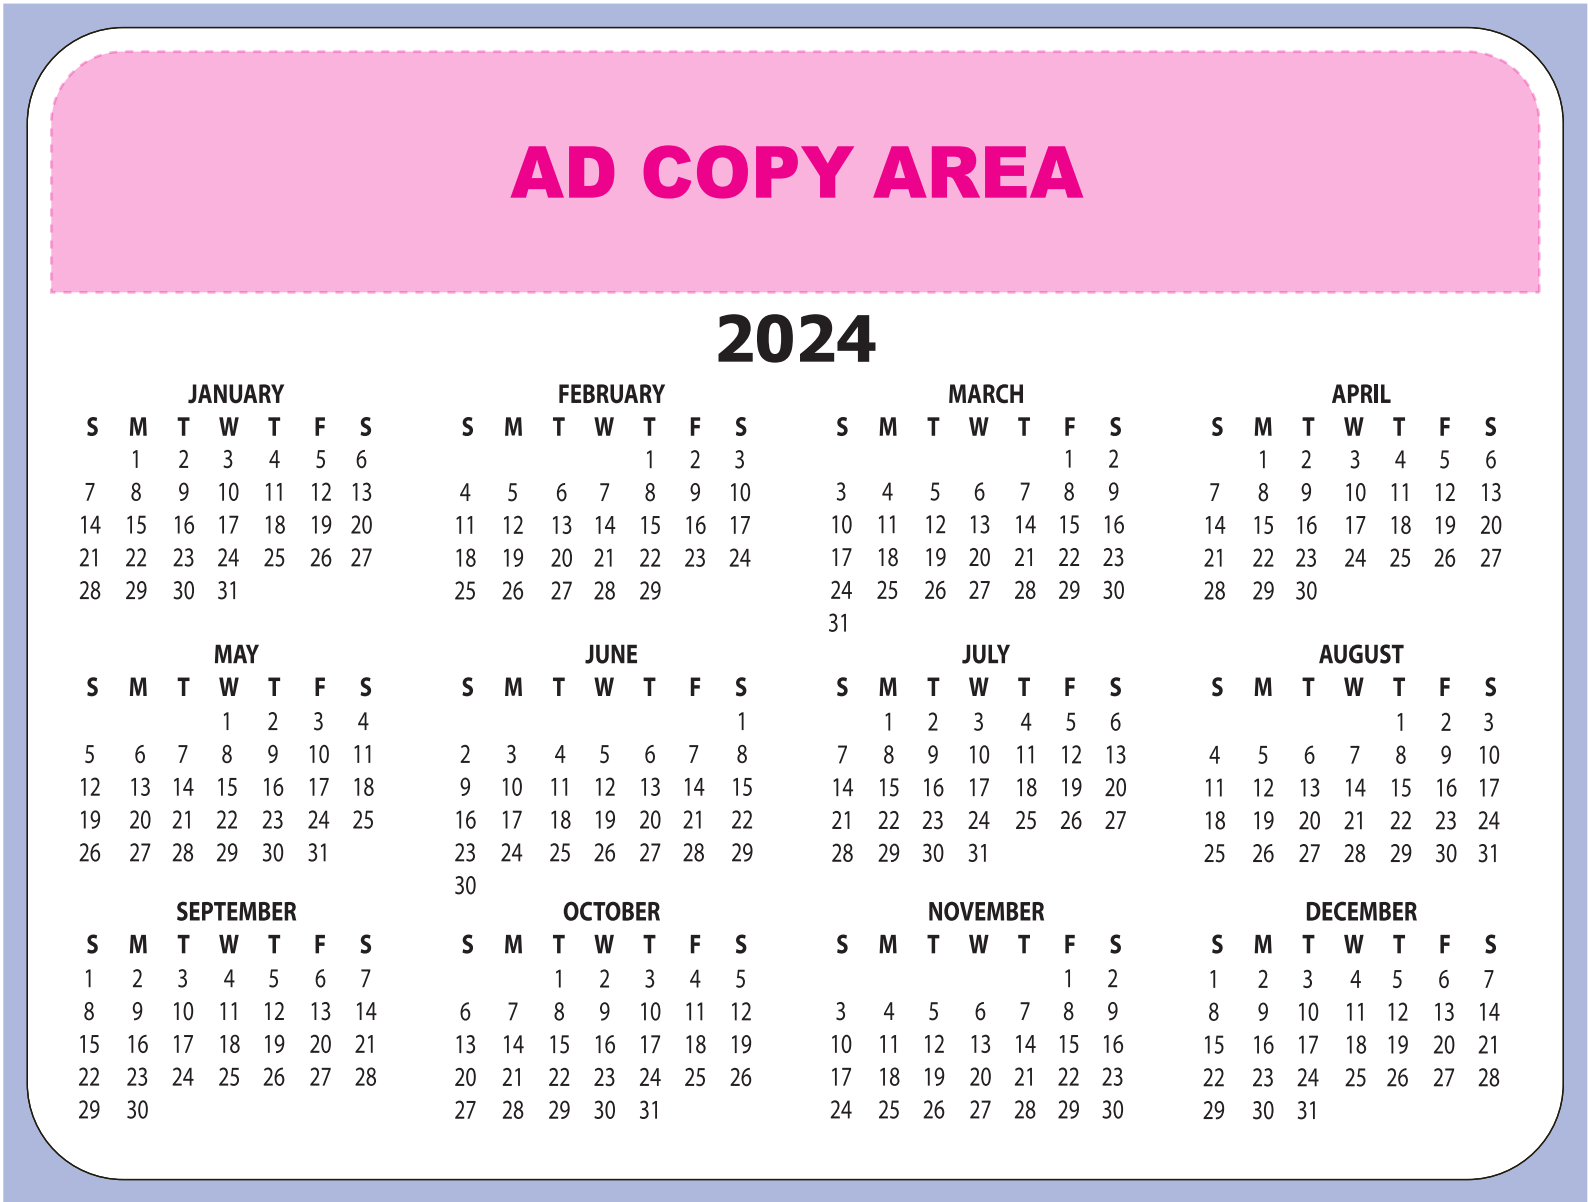 AD COPY AREA
2024
JANUARY
S M T W T F S
1 2 3 4 5 6
7 8 9 10 11 12 13
14 15 16 17 18 19 20
21 22 23 24 25 26 27
28 29 30 31
FEBRUARY
S M T W T F S
1 2 3
4 5 6 7 8 9 10
11 12 13 14 15 16 17
18 19 20 21 22 23 24
25 26 27 28 29
MARCH
S M T W T F S
1 2
3 4 5 6 7 8 9
10 11 12 13 14 15 16
17 18 19 20 21 22 23
24 25 26 27 28 29 30
31
APRIL
S M T W T F S
1 2 3 4 5 6
7 8 9 10 11 12 13
14 15 16 17 18 19 20
21 22 23 24 25 26 27
28 29 30
MAY
S M T W T F S
1 2 3 4
5 6 7 8 9 10 11
12 13 14 15 16 17 18
19 20 21 22 23 24 25
26 27 28 29 30 31
JUNE
S M T W T F S
1
2 3 4 5 6 7 8
9 10 11 12 13 14 15
16 17 18 19 20 21 22
23 24 25 26 27 28 29
30
JULY
S M T W T F S
1 2 3 4 5 6
7 8 9 10 11 12 13
14 15 16 17 18 19 20
21 22 23 24 25 26 27
28 29 30 31
AUGUST
S M T W T F S
1 2 3
4 5 6 7 8 9 10
11 12 13 14 15 16 17
18 19 20 21 22 23 24
25 26 27 28 29 30 31
SEPTEMBER
S M T W T F S
1 2 3 4 5 6 7
8 9 10 11 12 13 14
15 16 17 18 19 20 21
22 23 24 25 26 27 28
29 30
OCTOBER
S M T W T F S
1 2 3 4 5
6 7 8 9 10 11 12
13 14 15 16 17 18 19
20 21 22 23 24 25 26
27 28 29 30 31
NOVEMBER
S M T W T F S
1 2
3 4 5 6 7 8 9
10 11 12 13 14 15 16
17 18 19 20 21 22 23
24 25 26 27 28 29 30
DECEMBER
S M T W T F S
1 2 3 4 5 6 7
8 9 10 11 12 13 14
15 16 17 18 19 20 21
22 23 24 25 26 27 28
29 30 31